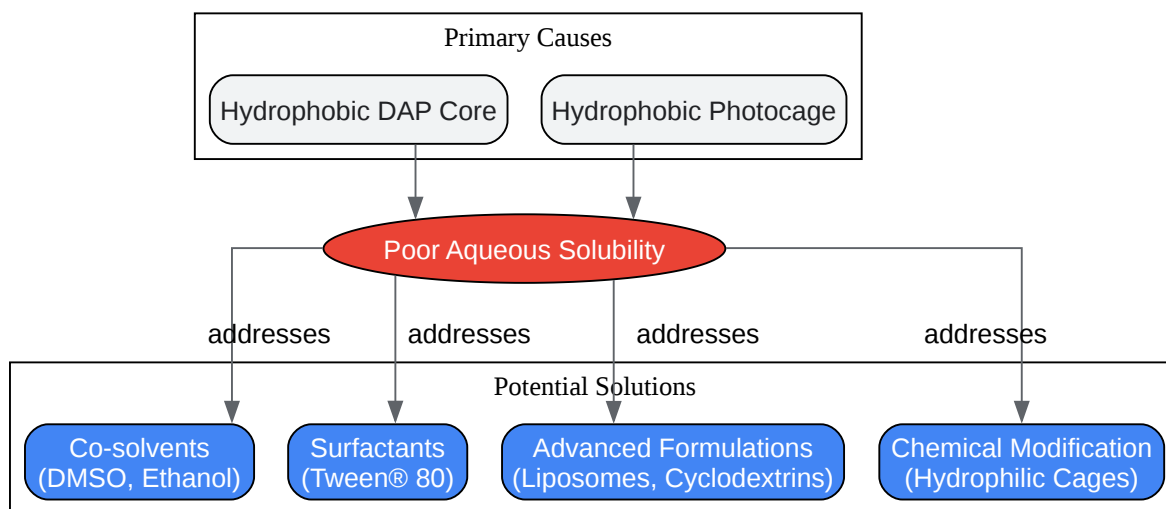 Primary Causes
Hydrophobic DAP Core
Hydrophobic Photocage
Poor Aqueous Solubility
addresses
addresses
addresses
addresses
Potential Solutions
Co-solvents
(DMSO, Ethanol)
Surfactants
(Tween® 80)
Advanced Formulations
(Liposomes, Cyclodextrins)
Chemical Modification
(Hydrophilic Cages)